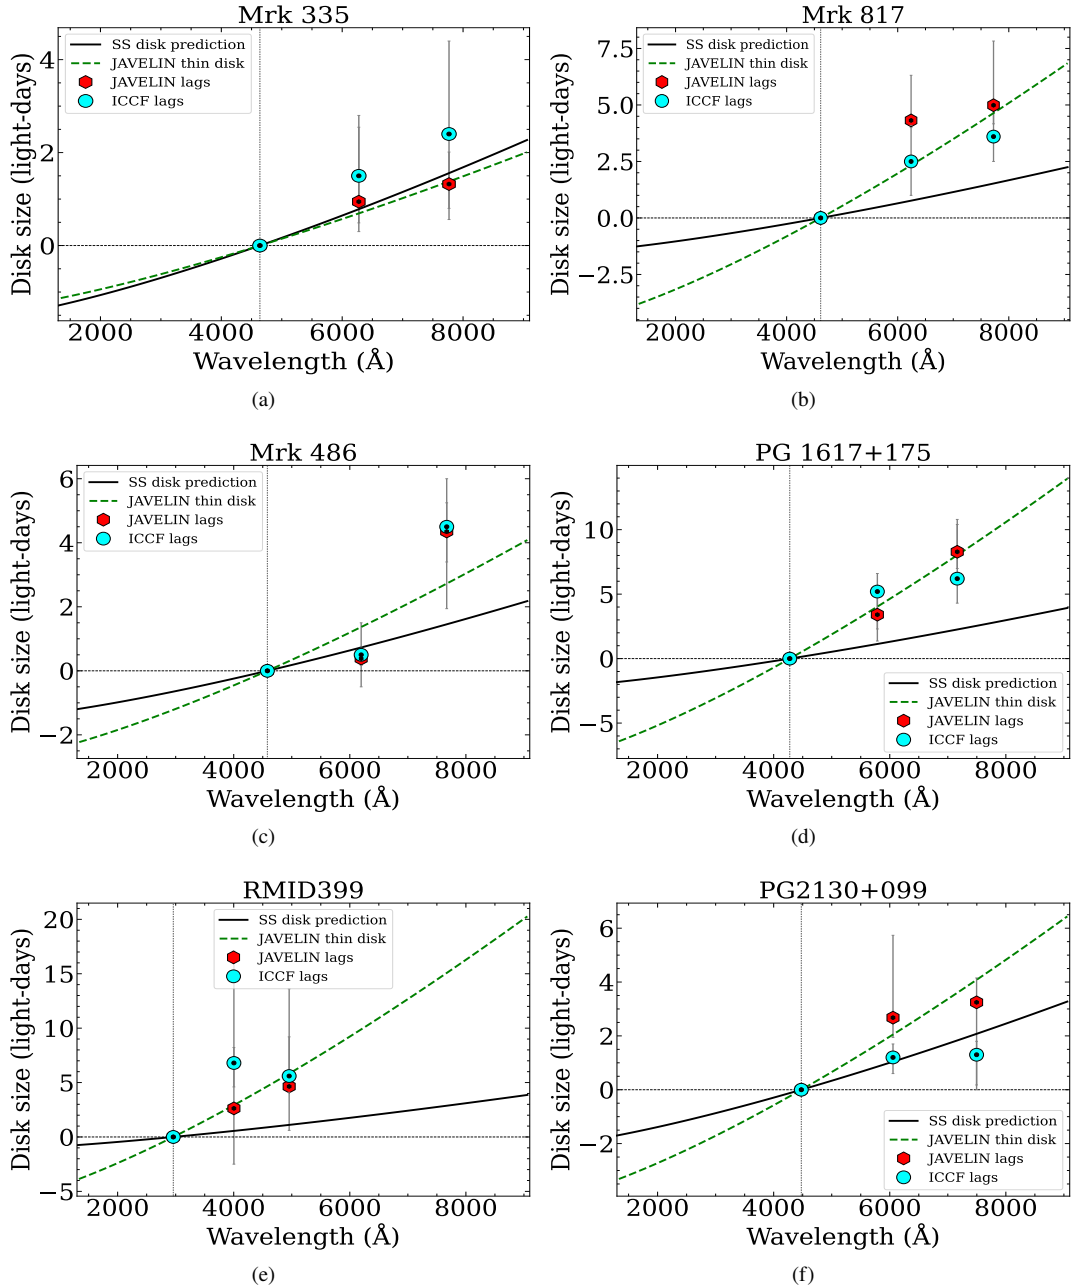 Mrk 335
SS disk prediction
JAVELIN thin disk
JAVELIN lags
ICCF lags
Disk size (light-days)
4
2
0
2000 4000 6000 8000
Wavelength (Å)
(a)
Mrk 817
SS disk prediction
JAVELIN thin disk
JAVELIN lags
ICCF lags
Disk size (light-days)
7.5
5.0
2.5
0.0
−2.5
2000 4000 6000 8000
Wavelength (Å)
(b)
Mrk 486
SS disk prediction
JAVELIN thin disk
JAVELIN lags
ICCF lags
Disk size (light-days)
6
4
2
0
−2
2000 4000 6000 8000
Wavelength (Å)
(c)
PG 1617+175
Disk size (light-days)
10
5
0
−5
SS disk prediction
JAVELIN thin disk
JAVELIN lags
ICCF lags
2000 4000 6000 8000
Wavelength (Å)
(d)
RMID399
SS disk prediction
JAVELIN thin disk
JAVELIN lags
ICCF lags
Disk size (light-days)
20
15
10
5
0
−5
2000 4000 6000 8000
Wavelength (Å)
(e)
PG2130+099
Disk size (light-days)
6
4
2
0
−2
SS disk prediction
JAVELIN thin disk
JAVELIN lags
ICCF lags
2000 4000 6000 8000
Wavelength (Å)
(f)